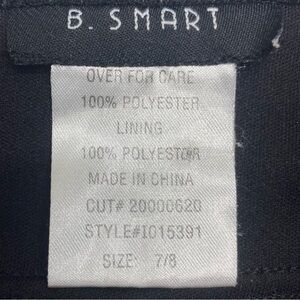 B. SMART
OVER FOR CARE
100% POLYESTER
LINING
100% POLYESTER
MADE IN CHINA
CUT# 20000620
STYLE#I015391
SIZE: 7/8